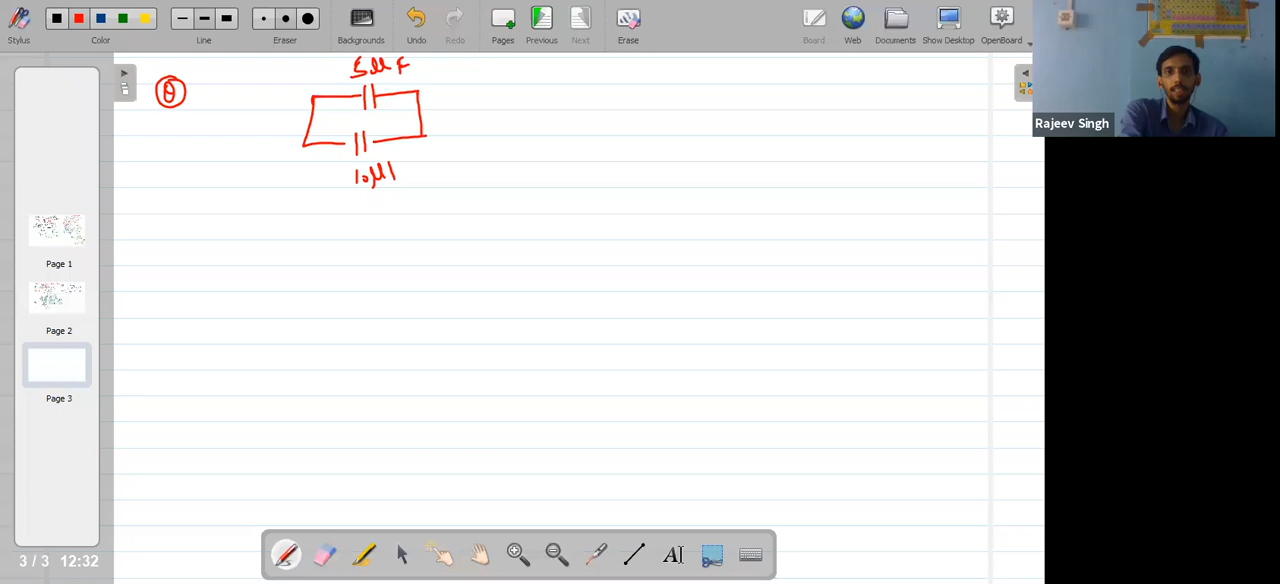 Stylus
Color
Line
Eraser
Backgrounds
Undo
Redo
Pages
Previous
Next
Erase
Board
Web
Documents
Show Desktop
OpenBoard
Rajeev Singh
Q
5μF
10μ
Page 1
Page 2
Page 3
3 / 3 12:32